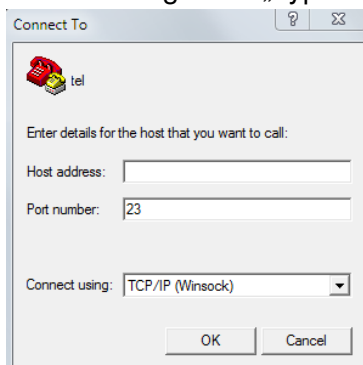 Connect To
tel
Enter details for the host that you want to call:
Host address:
Port number: 23
Connect using: TCP/IP (Winsock)
OK Cancel